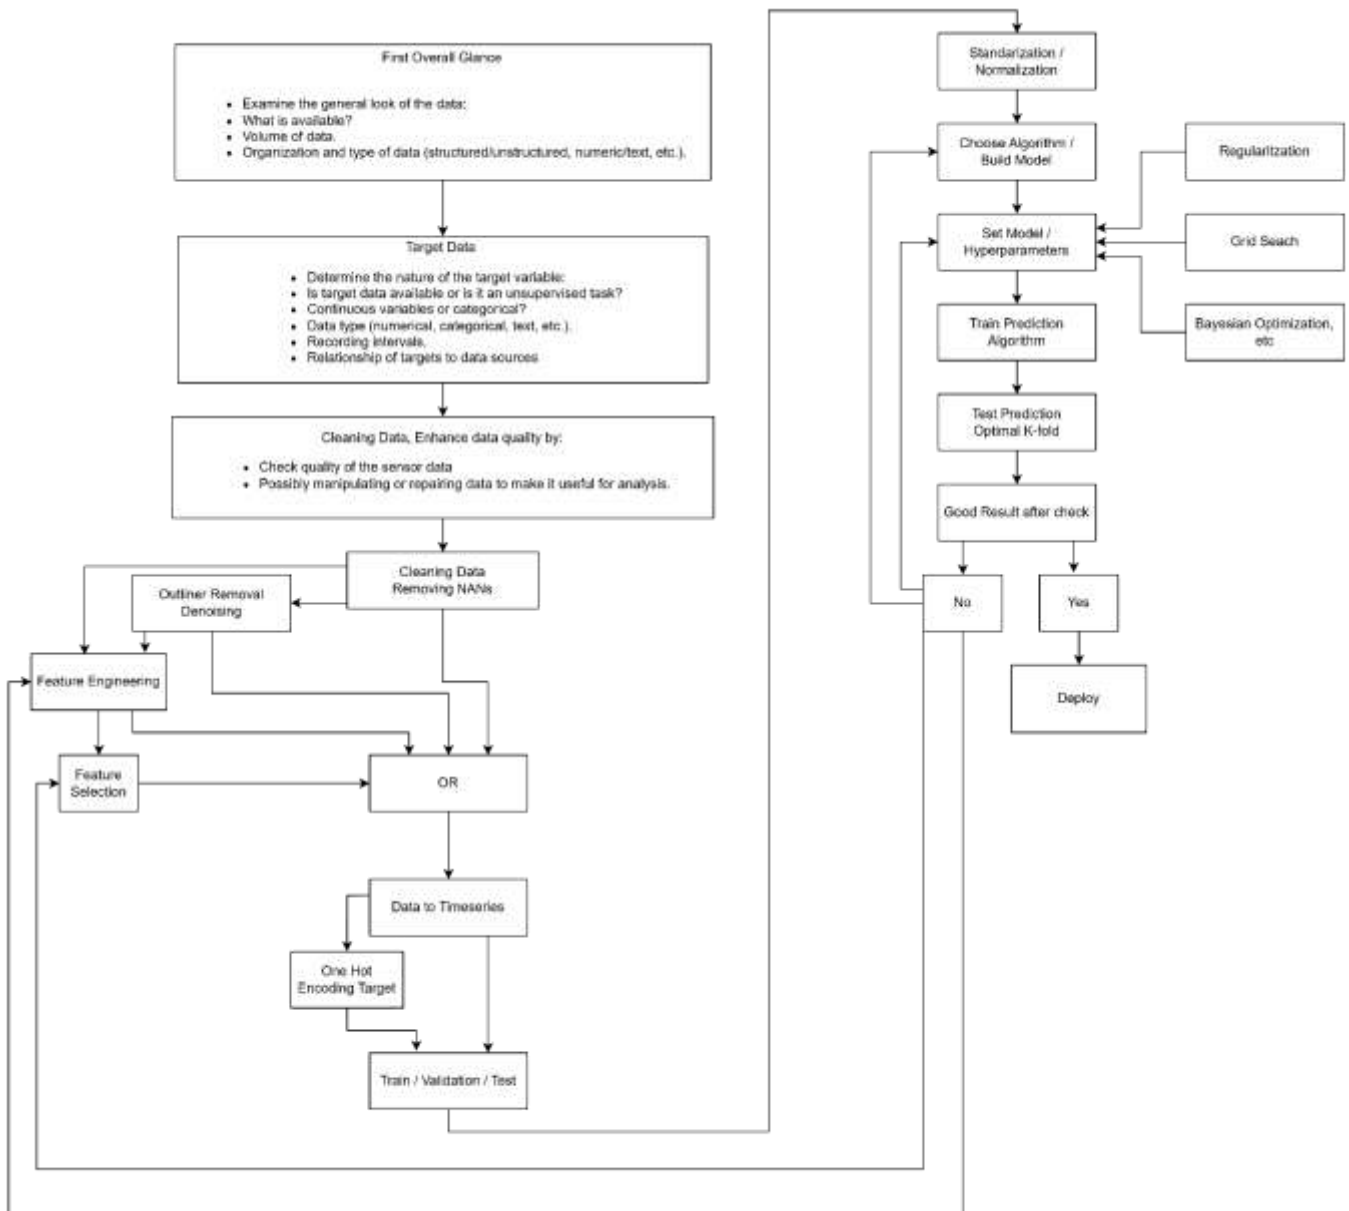 First Overall Glance
• Examine the general look of the data:
• What is available?
• Volume of data.
• Organization and type of data (structured/unstructured, numeric/text, etc.).
Target Data
• Determine the nature of the target variable:
• Is target data available or is it an unsupervised task?
• Continuous variables or categorical?
• Data type (numerical, categorical, text, etc.).
• Recording intervals.
• Relationship of targets to data sources
Cleaning Data, Enhance data quality by:
• Check quality of the sensor data
• Possibly manipulating or repairing data to make it useful for analysis.
Cleaning Data
Removing NANs
Outliner Removal
Denoising
Feature Engineering
Feature
Selection
OR
Data to Timeseries
One Hot
Encoding Target
Train / Validation / Test
Standarization /
Normalization
Choose Algorithm /
Build Model
Regularitzation
Set Model /
Hyperparameters
Grid Seach
Train Prediction
Algorithm
Bayesian Optimization,
etc
Test Prediction
Optimal K-fold
Good Result after check
No
Yes
Deploy